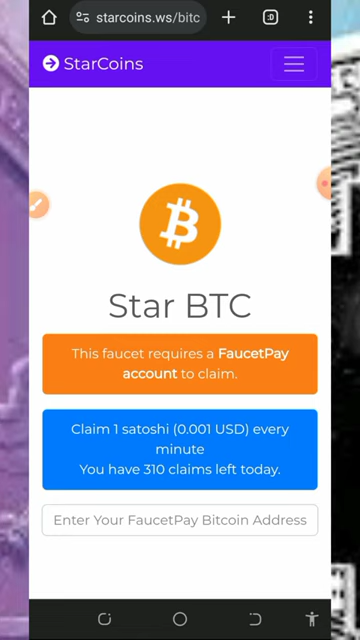 starcoins.ws/bitc
:D
StarCoins
Star BTC
This faucet requires a FaucetPay
account to claim.
Claim 1 satoshi (0.001 USD) every
minute
You have 310 claims left today.
Enter Your FaucetPay Bitcoin Address